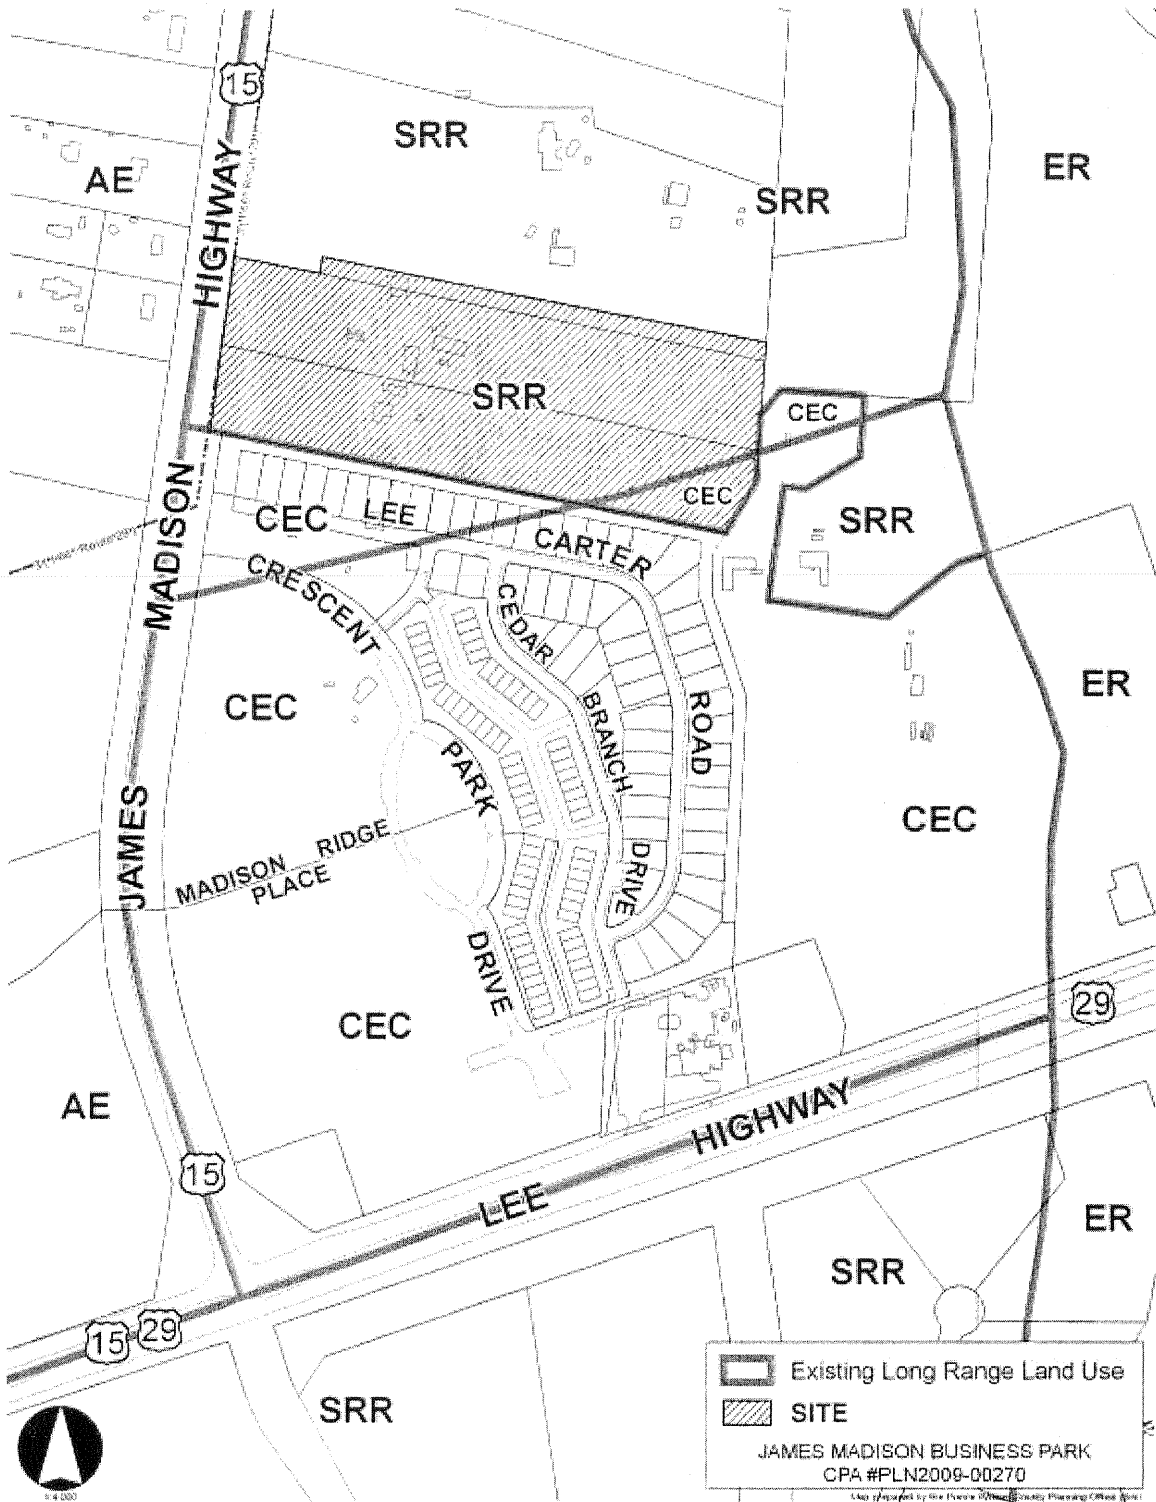 15
SRR
ER
AE
SRR
JAMES MADISON HIGHWAY
SRR
CEC
CEC
SRR
CEC
LEE
CARTER
ROAD
CRESCENT
PARK
DRIVE
CEDAR
BRANCH
DRIVE
CEC
ER
CEC
MADISON RIDGE
PLACE
CEC
29
AE
15
LEE HIGHWAY
ER
SRR
15
29
SRR
Existing Long Range Land Use
SITE
JAMES MADISON BUSINESS PARK
CPA #PLN2009-00270